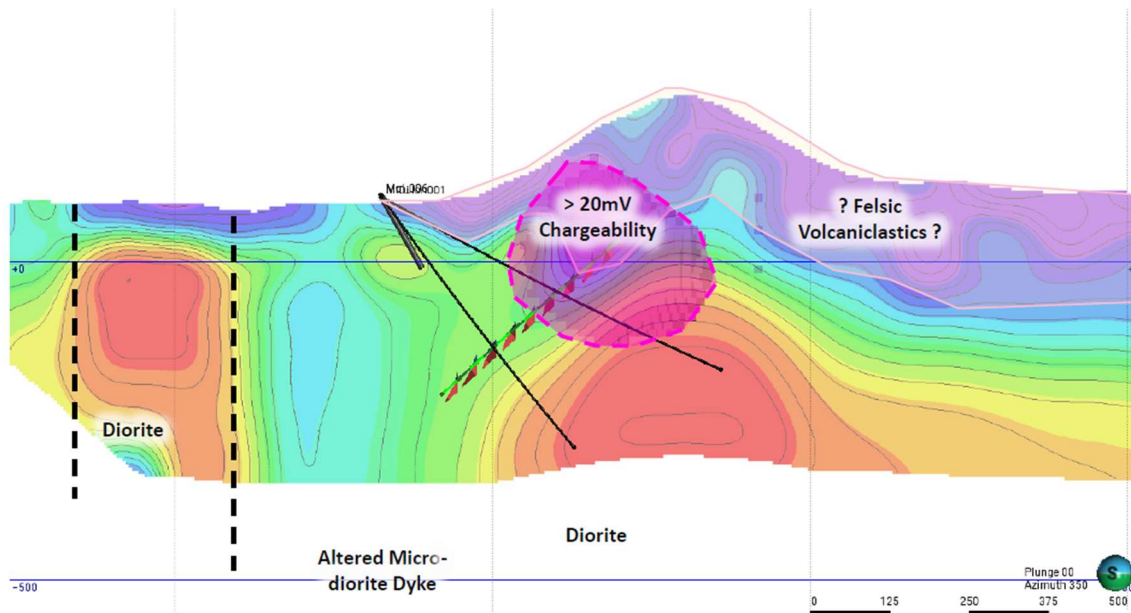 > 20mV
Chargeability
? Felsic
Volcaniclastics ?
+0
Diorite
Diorite
Altered Micro-
diorite Dyke
-500
Plunge 00
Azimuth 350
S
0 125 250 375 500